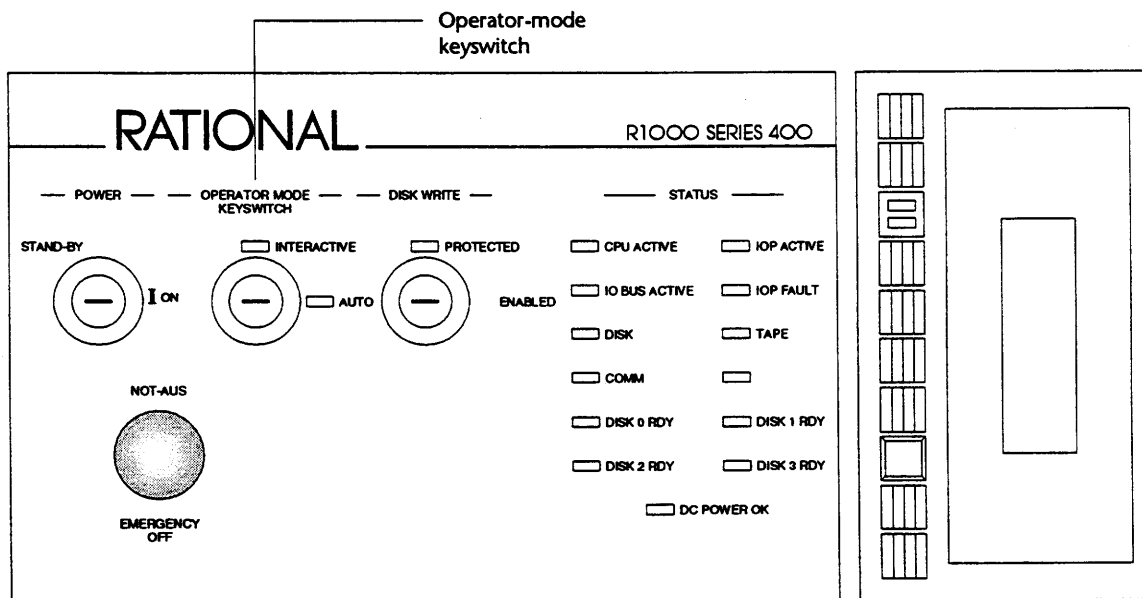 Operator-mode
keyswitch
RATIONAL
R1000 SERIES 400
POWER
OPERATOR MODE
KEYSWITCH
DISK WRITE
STATUS
STAND-BY
INTERACTIVE
PROTECTED
I ON
AUTO
ENABLED
CPU ACTIVE
IOP ACTIVE
IO BUS ACTIVE
IOP FAULT
DISK
TAPE
COMM
DISK 0 RDY
DISK 1 RDY
DISK 2 RDY
DISK 3 RDY
DC POWER OK
NOT-AUS
EMERGENCY
OFF